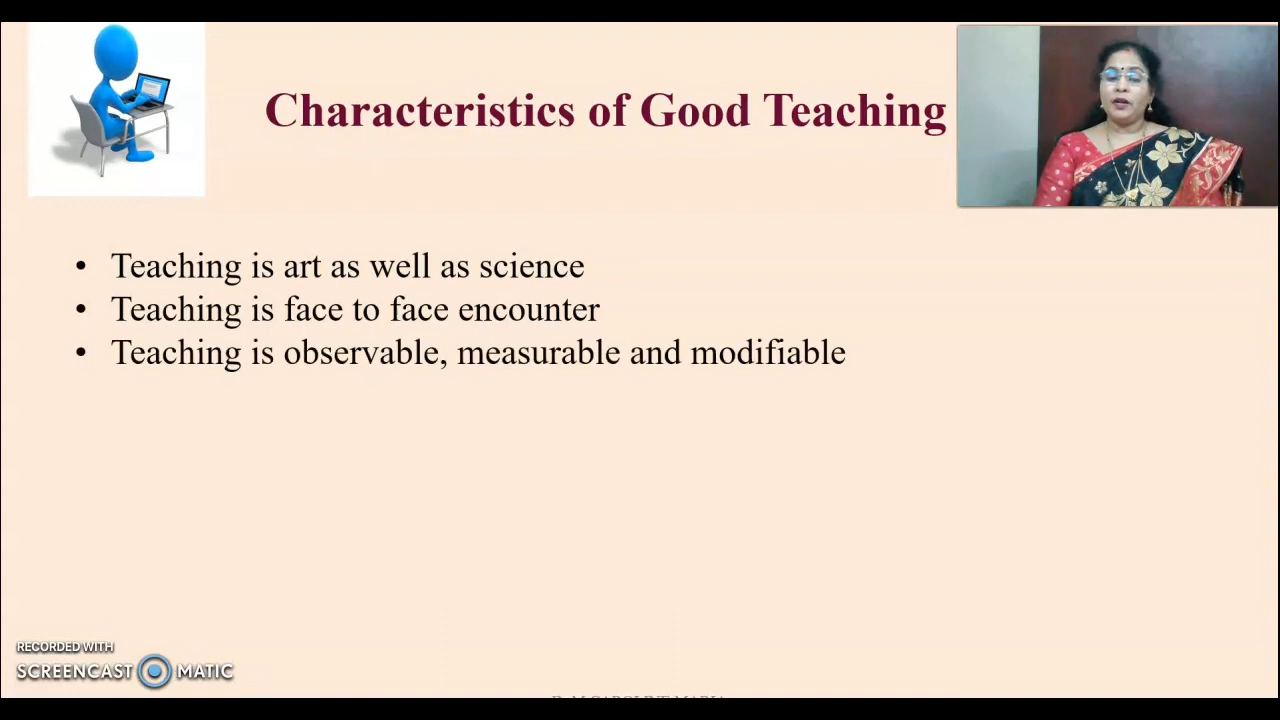 Characteristics of Good Teaching
• Teaching is art as well as science
• Teaching is face to face encounter
• Teaching is observable, measurable and modifiable
RECORDED WITH
SCREENCAST MATIC